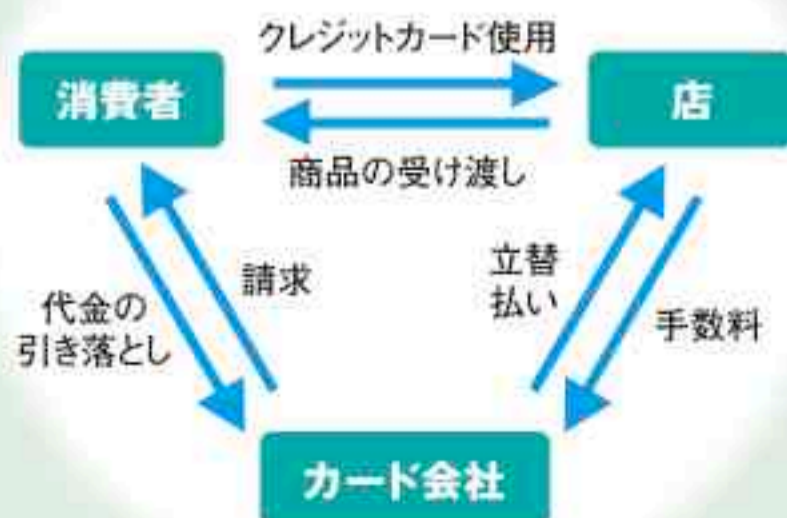 クレジットカード使用
消費者
店
商品の受け渡し
請求
立替
払い
代金の
引き落とし
手数料
カード会社